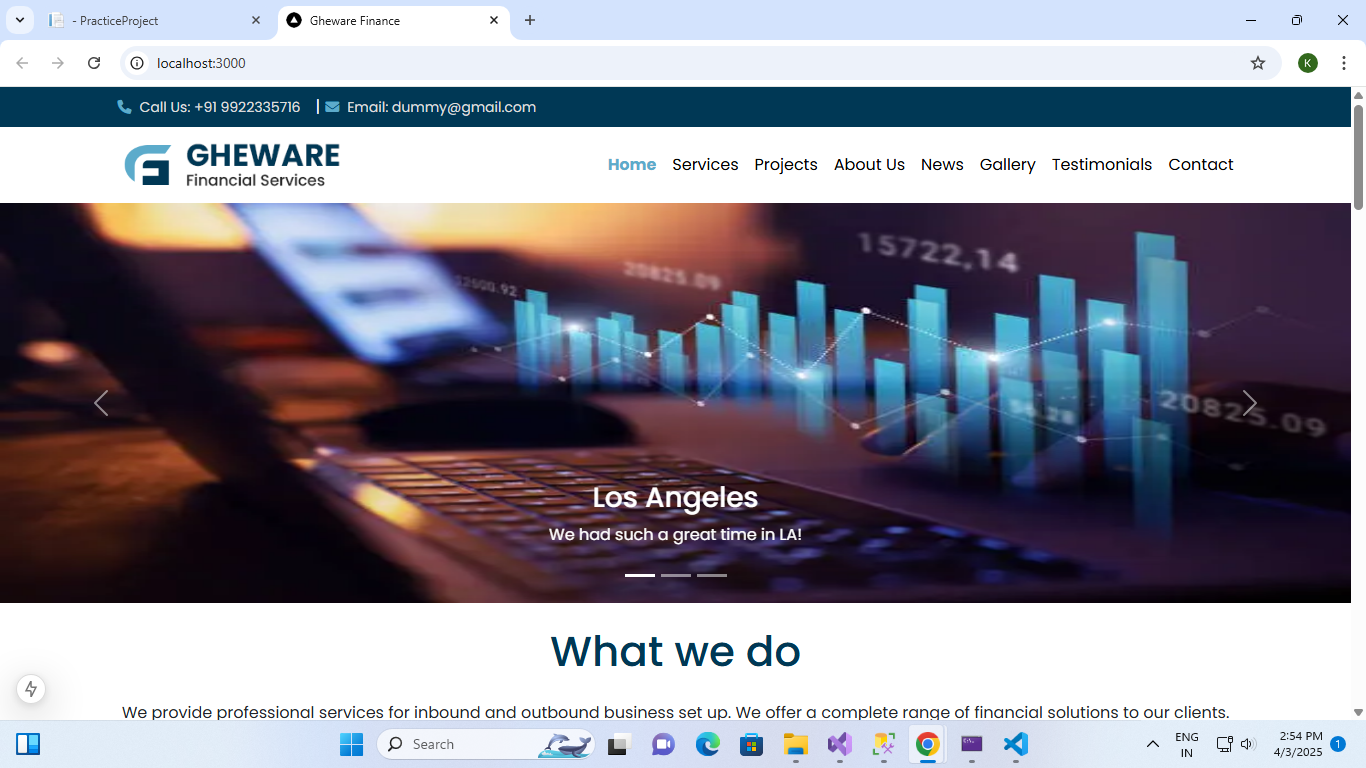 - PracticeProject
Gheware Finance
localhost:3000
K
Call Us: +91 9922335716 | Email: dummy@gmail.com
GHEWARE
Financial Services
Home Services Projects About Us News Gallery Testimonials Contact
15722.14
20825.09
32500.92
20825.09
56.28
Los Angeles
We had such a great time in LA!
What we do
We provide professional services for inbound and outbound business set up. We offer a complete range of financial solutions to our clients.
Search
ENG
IN
2:54 PM
4/3/2025
1